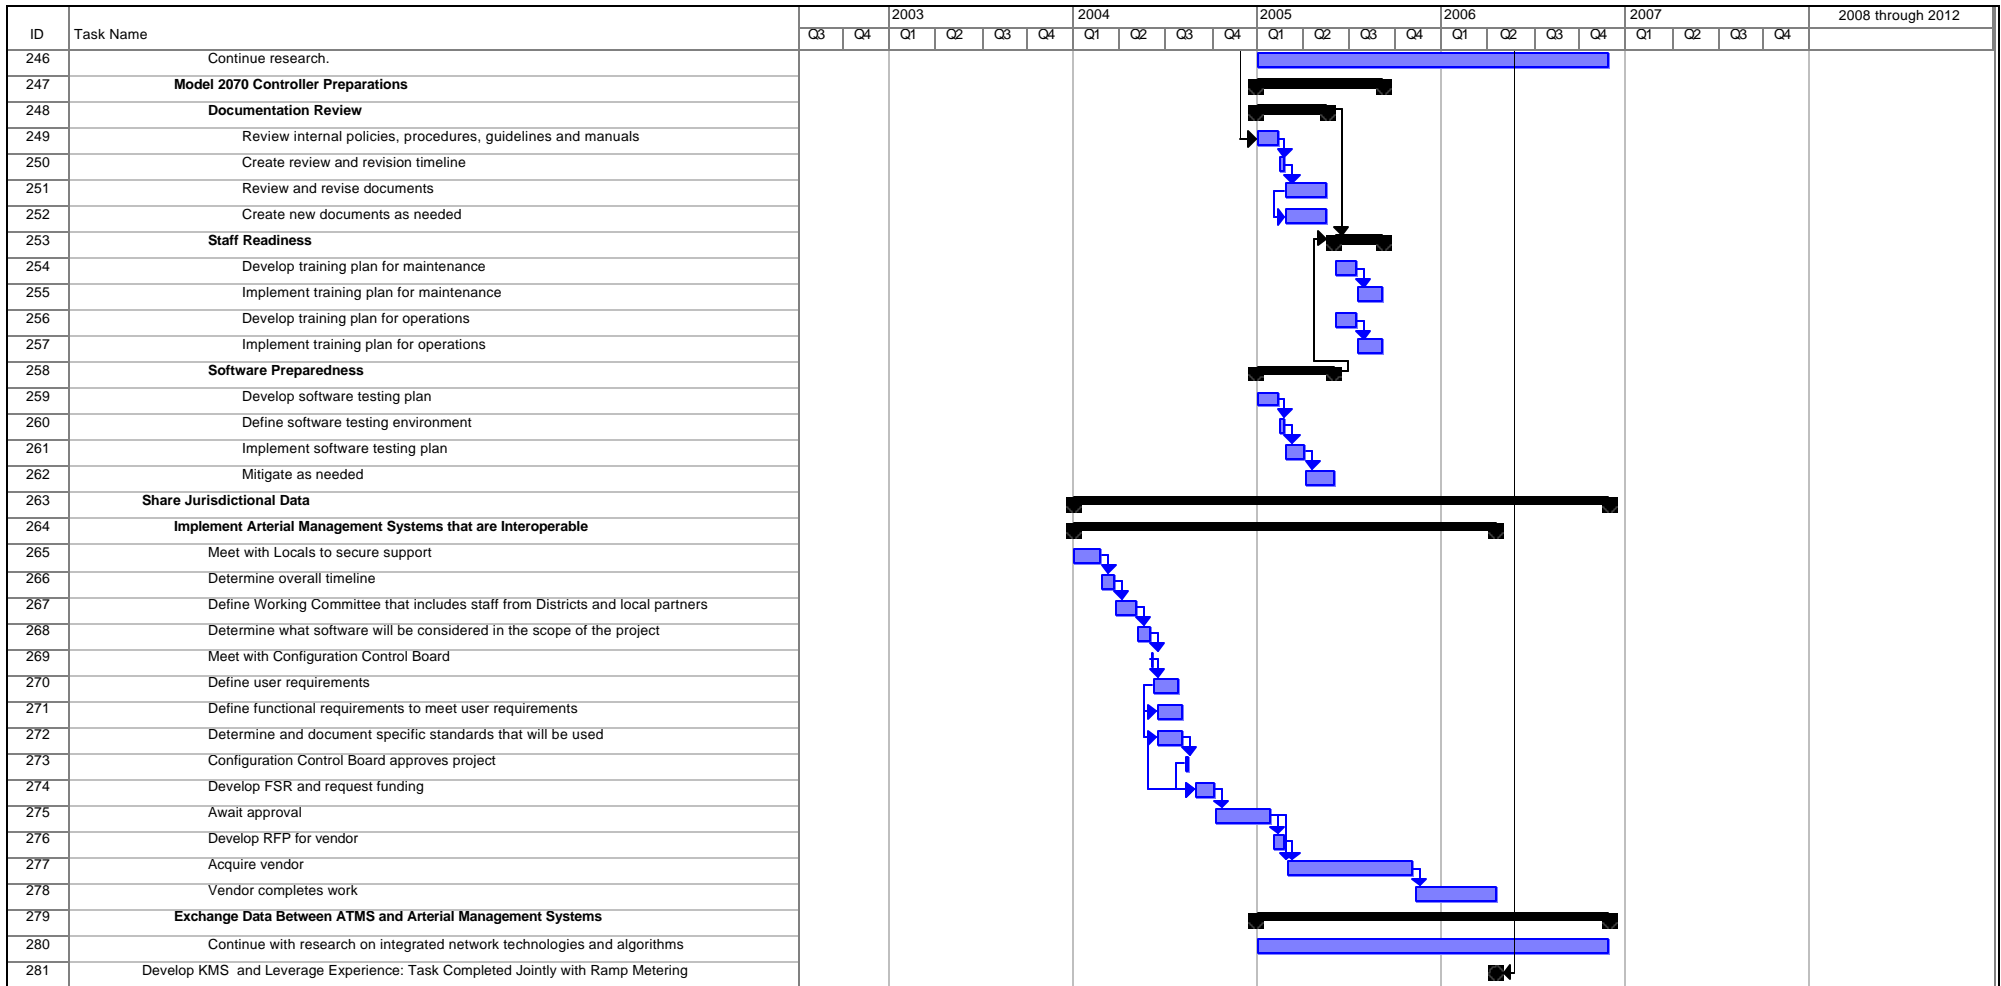 2003 2004 2005 2006 2007 2008 through 2012
ID Task Name Q3 Q4 Q1 Q2 Q3 Q4 Q1 Q2 Q3 Q4 Q1 Q2 Q3 Q4 Q1 Q2 Q3 Q4 Q1 Q2 Q3 Q4
246 Continue research.
247 Model 2070 Controller Preparations
248 Documentation Review
249 Review internal policies, procedures, guidelines and manuals
250 Create review and revision timeline
251 Review and revise documents
252 Create new documents as needed
253 Staff Readiness
254 Develop training plan for maintenance
255 Implement training plan for maintenance
256 Develop training plan for operations
257 Implement training plan for operations
258 Software Preparedness
259 Develop software testing plan
260 Define software testing environment
261 Implement software testing plan
262 Mitigate as needed
263 Share Jurisdictional Data
264 Implement Arterial Management Systems that are Interoperable
265 Meet with Locals to secure support
266 Determine overall timeline
267 Define Working Committee that includes staff from Districts and local partners
268 Determine what software will be considered in the scope of the project
269 Meet with Configuration Control Board
270 Define user requirements
271 Define functional requirements to meet user requirements
272 Determine and document specific standards that will be used
273 Configuration Control Board approves project
274 Develop FSR and request funding
275 Await approval
276 Develop RFP for vendor
277 Acquire vendor
278 Vendor completes work
279 Exchange Data Between ATMS and Arterial Management Systems
280 Continue with research on integrated network technologies and algorithms
281 Develop KMS and Leverage Experience: Task Completed Jointly with Ramp Metering